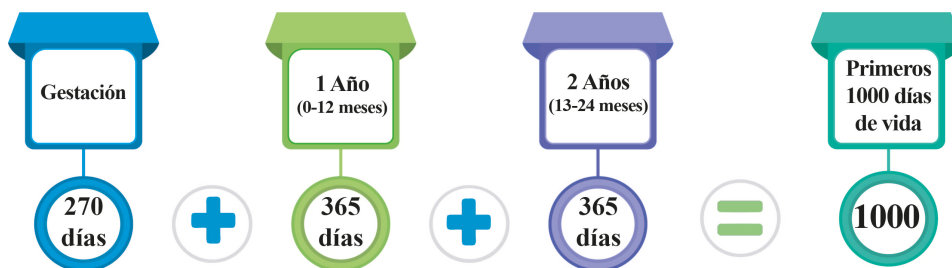 Gestación
1 Año
(0-12 meses)
2 Años
(13-24 meses)
Primeros
1000 días
de vida
270
días
365
días
365
días
1000